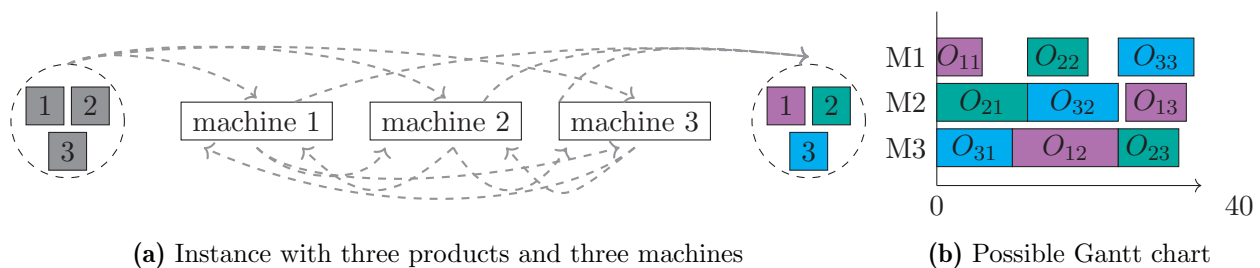 1 2
3
machine 1 machine 2 machine 3
1 2
3
M1 O11 O22 O33
M2 O21 O32 O13
M3 O31 O12 O23
0 40
(a) Instance with three products and three machines
(b) Possible Gantt chart